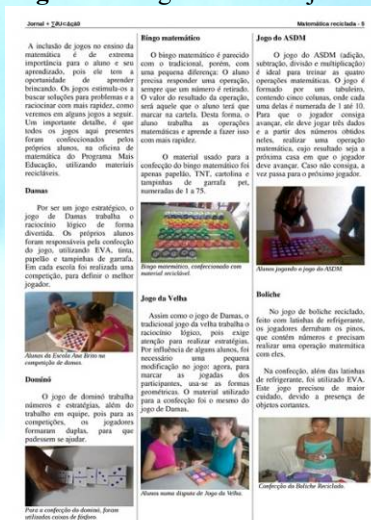 Jornal + EDUCAÇÃO
Matemática reciclada - 5
A inclusão de jogos no ensino da
matemática é de extrema
importância para o aluno e seu
aprendizado, pois ele tem a
oportunidade de aprender
brincando. Os jogos estimula-os a
buscar soluções para problemas e a
raciocinar com mais rapidez, como
veremos em alguns jogos a seguir.
Um importante detalhe, é que
todos os jogos aqui presentes
foram confeccionados pelos
próprios alunos, na oficina de
matemática do Programa Mais
Educação, utilizando materiais
recicláveis.
Damas
Por ser um jogo estratégico, o
jogo de Damas trabalha o
raciocínio lógico de forma
divertida. Os próprios alunos
foram responsáveis pela confecção
do jogo, utilizando EVA, tinta,
papelão e tampinhas de garrafa.
Em cada escola foi realizada uma
competição, para definir o melhor
jogador.
Alunas da Escola Ana Brito na
competição de damas.
Dominó
O jogo de dominó trabalha
números e estratégias, além do
trabalho em equipe, pois para as
competições, os jogadores
formaram duplas, para que
pudessem se ajudar.
Para a confecção do dominó, foram
utilizadas caixas de fósforo.
Bingo matemático
O bingo matemático é parecido
com o tradicional, porém, com
uma pequena diferença: O aluno
precisa responder uma operação,
sempre que um número é retirado.
O valor do resultado da operação,
será aquele que o aluno terá que
marcar na cartela. Desta forma, o
aluno trabalha as operações
matemáticas e aprende a fazer isso
com mais rapidez.
O material usado para a
confecção do bingo matemático foi
apenas papelão, TNT, cartolina e
tampinhas de garrafa pet,
numeradas de 1 a 75.
Bingo matemático, confeccionado com
material reciclável.
Jogo da Velha
Assim como o jogo de Damas, o
tradicional jogo da velha trabalha o
raciocínio lógico, pois exige
atenção para realizar estratégias.
Por influência de alguns alunos, foi
necessário uma pequena
modificação no jogo: agora, para
marcar as jogadas dos
participantes, usa-se as formas
geométricas. O material utilizado
para a confecção foi o mesmo do
jogo de Damas.
Alunas numa disputa de Jogo da Velha.
Jogo do ASDM
O jogo do ASDM (adição,
subtração, divisão e multiplicação)
é ideal para treinar as quatro
operações matemáticas. O jogo é
formado por um tabuleiro,
contendo cinco colunas, onde cada
uma delas é numerada de 1 até 10.
Para que o jogador consiga
avançar, ele deve jogar três dados
e a partir dos números obtidos
neles, realizar uma operação
matemática, cujo resultado seja a
próxima casa em que o jogador
deve avançar. Caso não consiga, a
vez passa para o próximo jogador.
Alunos jogando o jogo do ASDM
Boliche
No jogo de boliche reciclado,
feito com latinhas de refrigerante,
os jogadores derrubam os pinos,
que contêm números e precisam
realizar uma operação matemática
com eles.
Na confecção, além das latinhas
de refrigerante, foi utilizado EVA.
Este jogo precisou de maior
cuidado, devido a presença de
objetos cortantes.
Confecção do Boliche Reciclado.